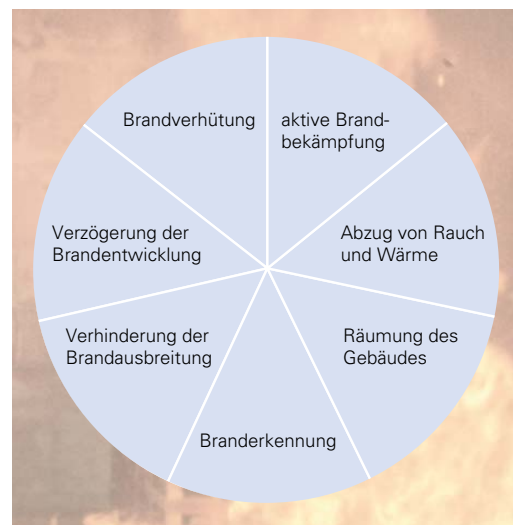 Brandverhütung
aktive Brand-
bekämpfung
Abzug von Rauch
und Wärme
Räumung des
Gebäudes
Branderkennung
Verhinderung der
Brandausbreitung
Verzögerung der
Brandentwicklung